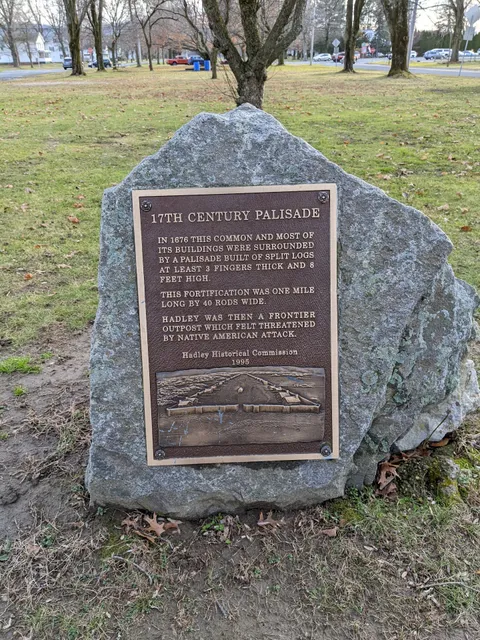 17TH CENTURY PALISADE
IN 1676 THIS COMMON AND MOST OF
ITS BUILDINGS WERE SURROUNDED
BY A PALISADE BUILT OF SPLIT LOGS
AT LEAST 3 FINGERS THICK AND 8
FEET HIGH.
THIS FORTIFICATION WAS ONE MILE
LONG BY 40 RODS WIDE.
HADLEY WAS THEN A FRONTIER
OUTPOST WHICH FELT THREATENED
BY NATIVE AMERICAN ATTACK.
Hadley Historical Commission
1995